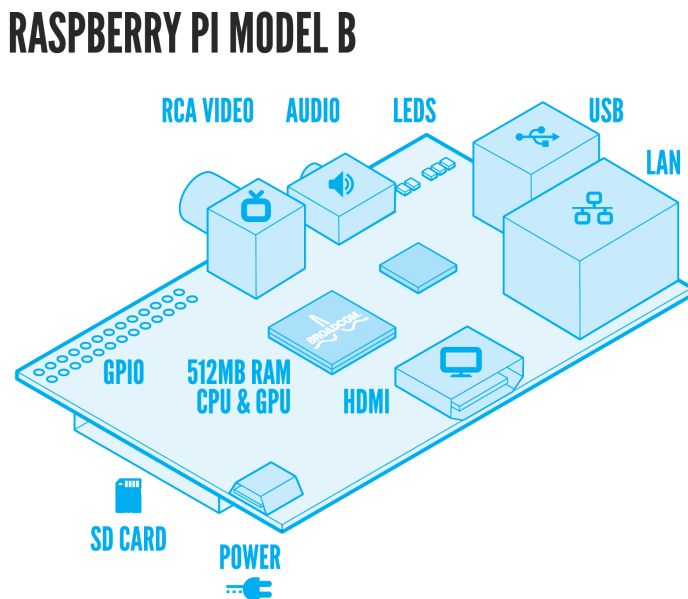 RASPBERRY PI MODEL B
RCA VIDEO
AUDIO
LEDS
USB
LAN
BROADCOM
GPIO
512MB RAM
CPU & GPU
HDMI
SD CARD
POWER